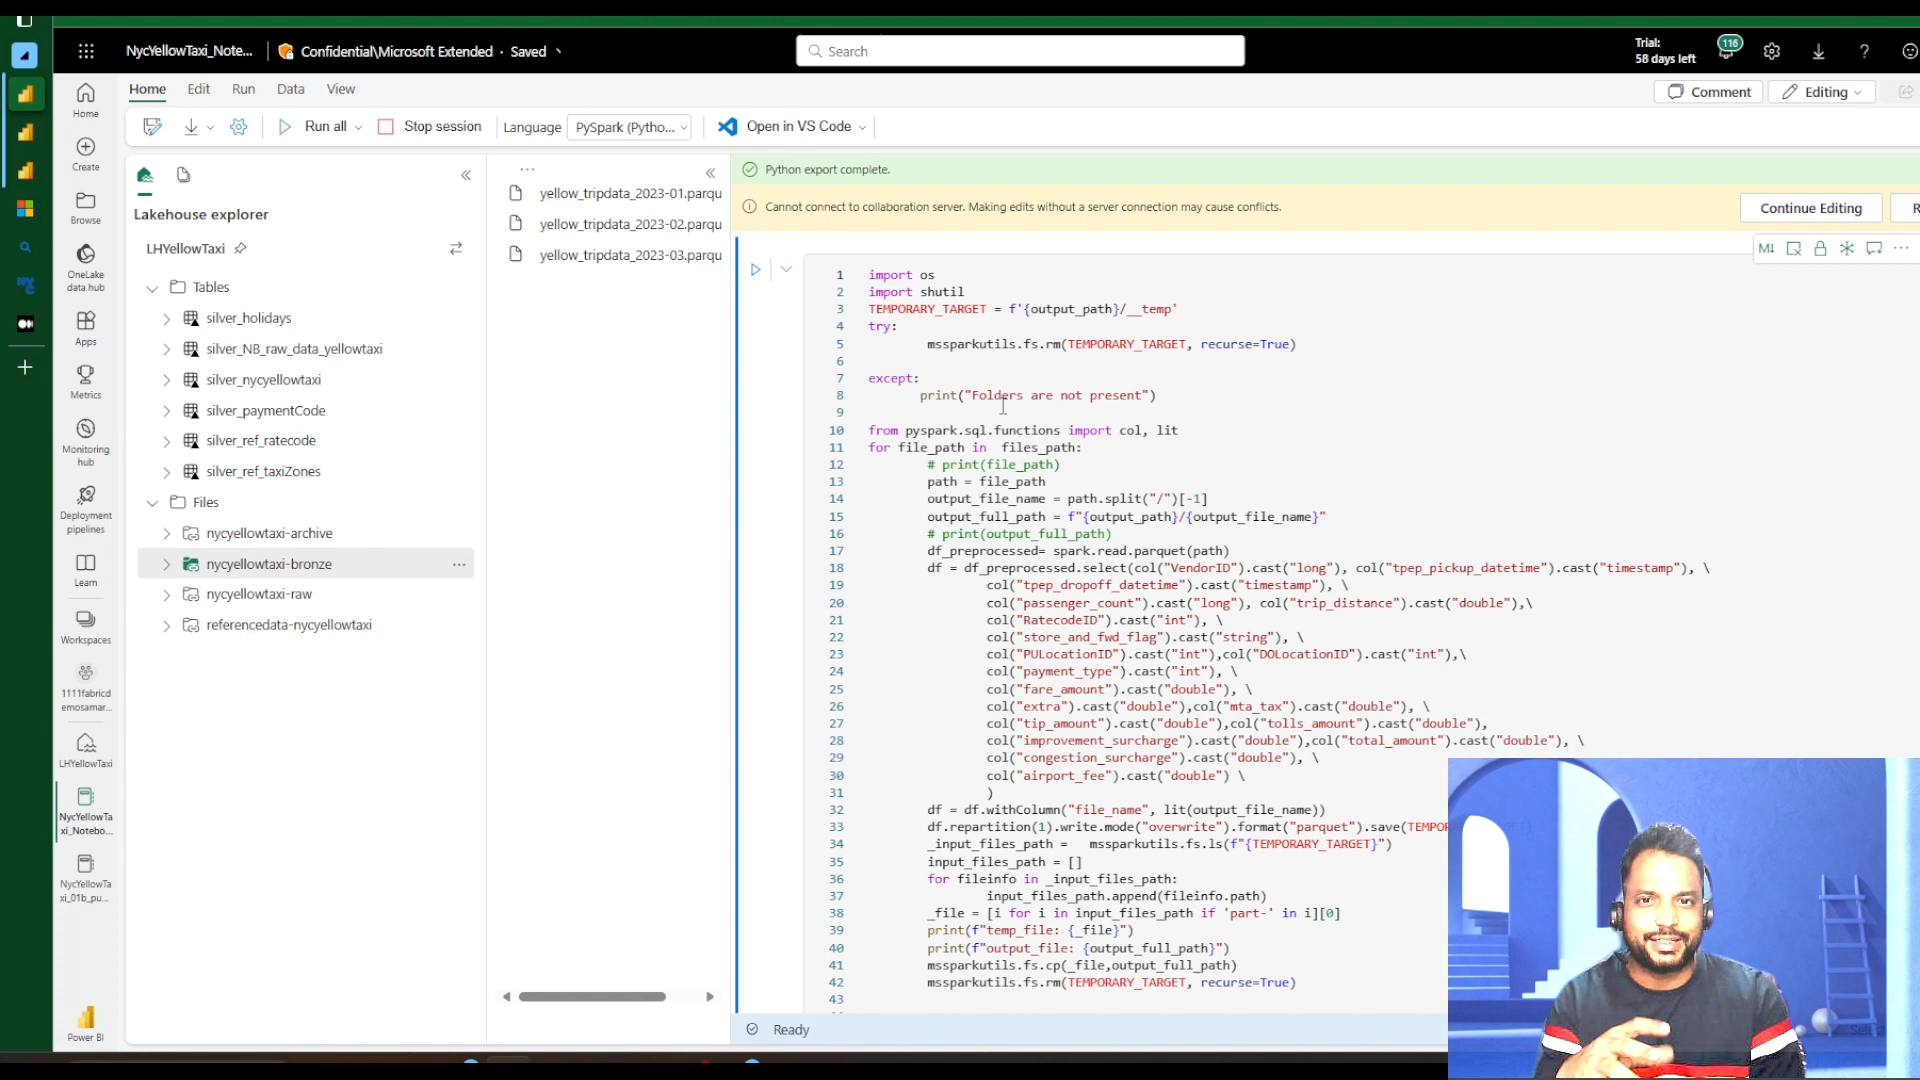 NycYellowTaxi_Note...
Confidential\Microsoft Extended · Saved
Search
Trial:
58 days left
116
Home
Edit
Run
Data
View
Comment
Editing
Run all
Stop session
Language
PySpark (Pytho...
Open in VS Code
Home
Create
Browse
OneLake
data hub
Apps
Metrics
Monitoring
hub
Deployment
pipelines
Learn
Workspaces
1111fabricd
emosamar...
LHYellowTaxi
NycYellowTa
xi_Notebo...
NycYellowTa
xi_01b_pu...
Power BI
Lakehouse explorer
LHYellowTaxi
Tables
silver_holidays
silver_NB_raw_data_yellowtaxi
silver_nycyellowtaxi
silver_paymentCode
silver_ref_ratecode
silver_ref_taxiZones
Files
nycyellowtaxi-archive
nycyellowtaxi-bronze
nycyellowtaxi-raw
referencedata-nycyellowtaxi
yellow_tripdata_2023-01.parqu
yellow_tripdata_2023-02.parqu
yellow_tripdata_2023-03.parqu
Python export complete.
Cannot connect to collaboration server. Making edits without a server connection may cause conflicts.
Continue Editing
R
M↓
1 import os
2 import shutil
3 TEMPORARY_TARGET = f'{output_path}/__temp'
4 try:
5 mssparkutils.fs.rm(TEMPORARY_TARGET, recurse=True)
6
7 except:
8 print("Folders are not present")
9
10 from pyspark.sql.functions import col, lit
11 for file_path in files_path:
12 # print(file_path)
13 path = file_path
14 output_file_name = path.split("/")[-1]
15 output_full_path = f"{output_path}/{output_file_name}"
16 # print(output_full_path)
17 df_preprocessed= spark.read.parquet(path)
18 df = df_preprocessed.select(col("VendorID").cast("long"), col("tpep_pickup_datetime").cast("timestamp"), \
19 col("tpep_dropoff_datetime").cast("timestamp"), \
20 col("passenger_count").cast("long"), col("trip_distance").cast("double"),\
21 col("RatecodeID").cast("int"), \
22 col("store_and_fwd_flag").cast("string"), \
23 col("PULocationID").cast("int"),col("DOLocationID").cast("int"),\
24 col("payment_type").cast("int"), \
25 col("fare_amount").cast("double"), \
26 col("extra").cast("double"),col("mta_tax").cast("double"), \
27 col("tip_amount").cast("double"),col("tolls_amount").cast("double"),
28 col("improvement_surcharge").cast("double"),col("total_amount").cast("double"), \
29 col("congestion_surcharge").cast("double"), \
30 col("airport_fee").cast("double") \
31 )
32 df = df.withColumn("file_name", lit(output_file_name))
33 df.repartition(1).write.mode("overwrite").format("parquet").save(TEMPOR
34 _input_files_path = mssparkutils.fs.ls(f"{TEMPORARY_TARGET}")
35 input_files_path = []
36 for fileinfo in _input_files_path:
37 input_files_path.append(fileinfo.path)
38 _file = [i for i in input_files_path if 'part-' in i][0]
39 print(f"temp_file: {_file}")
40 print(f"output_file: {output_full_path}")
41 mssparkutils.fs.cp(_file,output_full_path)
42 mssparkutils.fs.rm(TEMPORARY_TARGET, recurse=True)
43
Ready